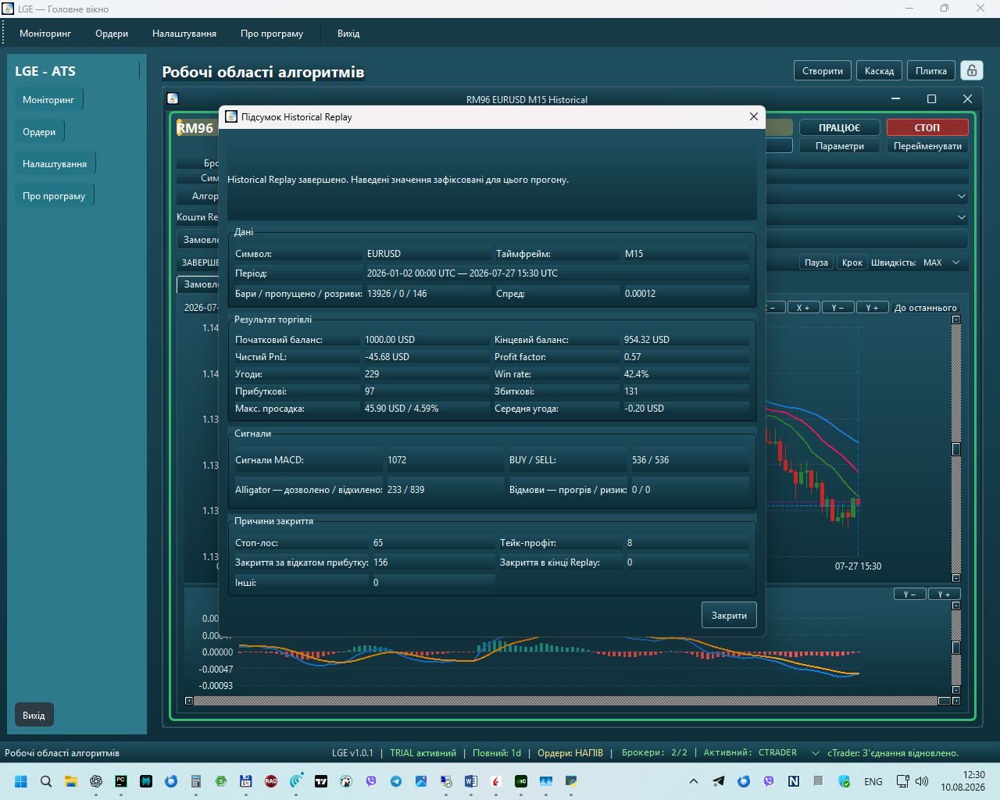 LGE — Головне вікно
Моніторинг Ордери Налаштування Про програму Вихід
LGE - ATS
Моніторинг
Ордери
Налаштування
Про програму
Вихід
Робочі області алгоритмів
Створити Каскад Плитка
RM96 EURUSD M15 Historical
RM96
ПРАЦЮЄ СТОП
Параметри Перейменувати
Бро
Сим
Алгор
Кошти Re
Замовле
ЗАВЕРШЕ
Пауза Крок Швидкість: MAX
Замовл
2026-07-
X − X + Y − Y + До останнього
1.14
1.14
1.13
1.13
1.13
1.13
07-27 15:30
Y − Y +
0.00
0.00047
0.00000
-0.00047
-0.00093
Підсумок Historical Replay
Historical Replay завершено. Наведені значення зафіксовані для цього прогону.
Дані
Символ: EURUSD Таймфрейм: M15
Період: 2026-01-02 00:00 UTC — 2026-07-27 15:30 UTC
Бари / пропущено / розриви: 13926 / 0 / 146 Спред: 0.00012
Результат торгівлі
Початковий баланс: 1000.00 USD Кінцевий баланс: 954.32 USD
Чистий PnL: -45.68 USD Profit factor: 0.57
Угоди: 229 Win rate: 42.4%
Прибуткові: 97 Збиткові: 131
Макс. просадка: 45.90 USD / 4.59% Середня угода: -0.20 USD
Сигнали
Сигнали MACD: 1072 BUY / SELL: 536 / 536
Alligator — дозволено / відхилено: 233 / 839 Відмови — прогрів / ризик: 0 / 0
Причини закриття
Стоп-лос: 65 Тейк-профіт: 8
Закриття за відкатом прибутку: 156 Закриття в кінці Replay: 0
Інші: 0
Закрити
Робочі області алгоритмів LGE v1.0.1 | TRIAL активний | Повний: 1d | Ордери: НАПІВ | Брокери: 2/2 | Активний: CTRADER cTrader: З'єднання відновлено.
ENG 12:30
10.08.2026